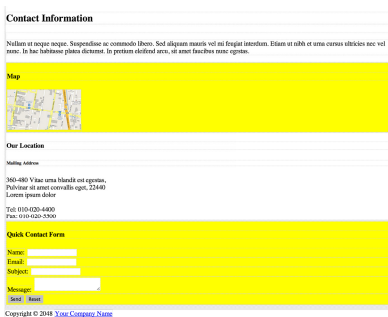 Contact Information
Nullam ut neque neque. Suspendisse ac commodo libero. Sed aliquam mauris vel mi feugiat interdum. Etiam ut nibh et urna cursus ultricies nec vel
nunc. In hac habitasse platea dictumst. In pretium eleifend arcu, sit amet faucibus nunc egestas.
Map
Our Location
Mailing Address
360-480 Vitae urna blandit est egestas,
Pulvinar sit amet convallis eget, 22440
Lorem ipsum dolor
Tel: 010-020-4400
Fax: 010-020-5500
Quick Contact Form
Name:
Email:
Subject:
Message:
Send Reset
Copyright © 2048 Your Company Name